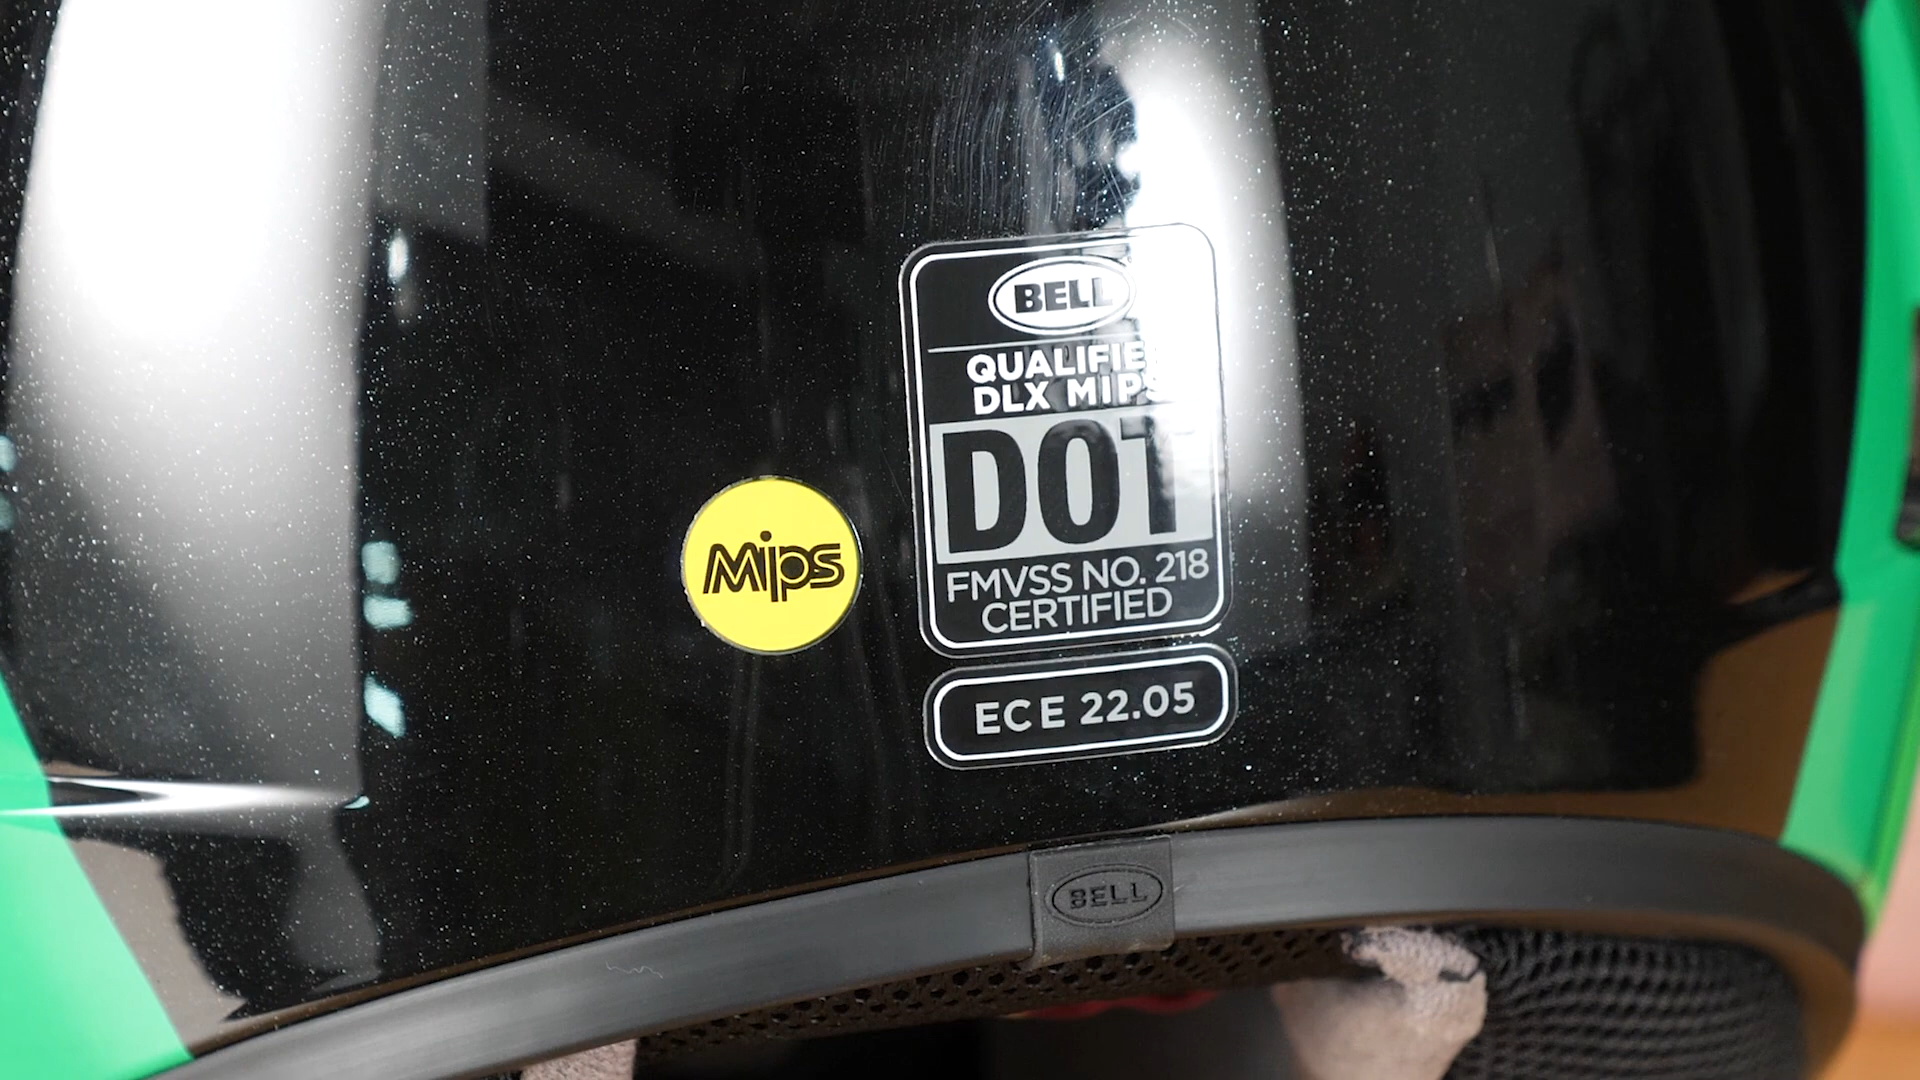 BELL
QUALIFIED
DLX MIPS
DOT
FMVSS NO. 218
CERTIFIED
Mips
ECE 22.05
BELL